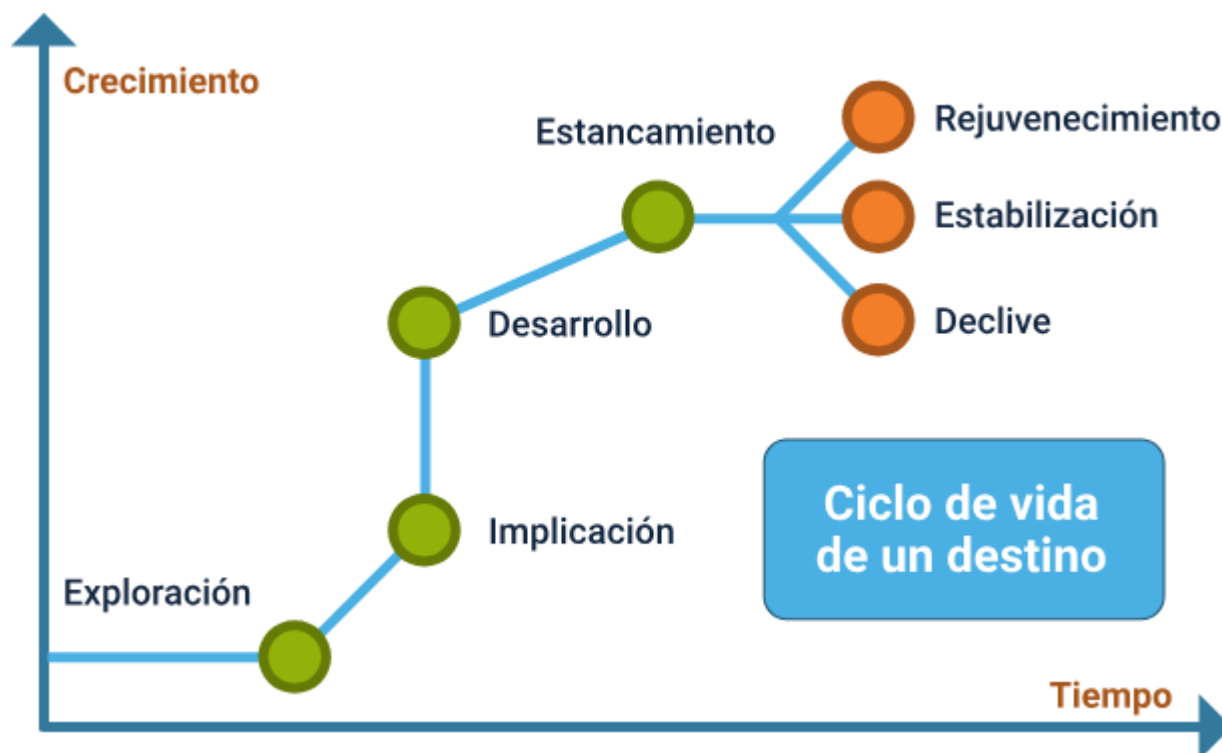 Crecimiento
Estancamiento
Rejuvenecimiento
Estabilización
Declive
Desarrollo
Implicación
Exploración
Ciclo de vida
de un destino
Tiempo